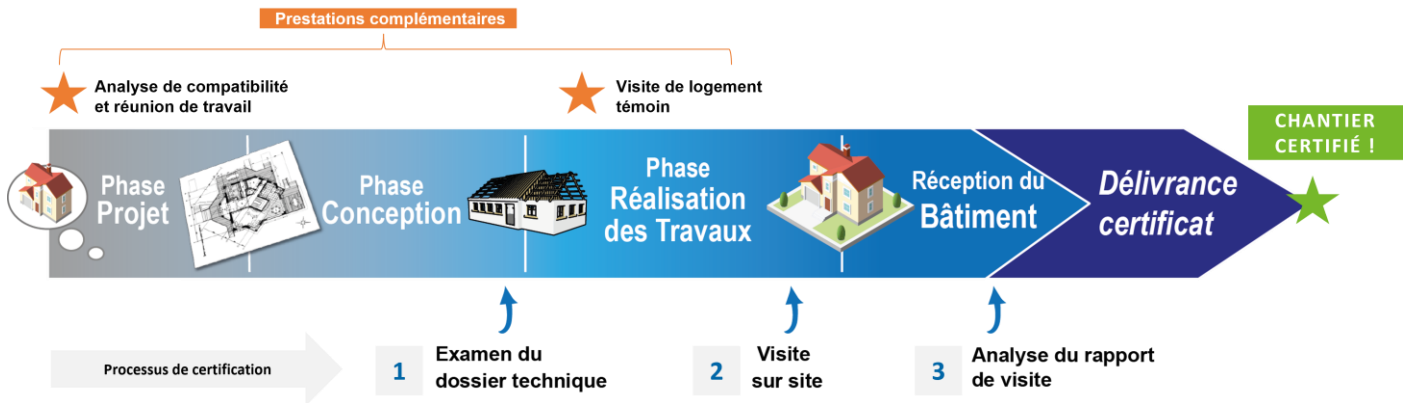 Prestations complémentaires
Analyse de compatibilité
et réunion de travail
Visite de logement
témoin
CHANTIER
CERTIFIÉ !
Phase
Projet
Phase
Conception
Phase
Réalisation
des Travaux
Réception du
Bâtiment
Délivrance
certificat
Processus de certification
1
Examen du
dossier technique
2
Visite
sur site
3
Analyse du rapport
de visite